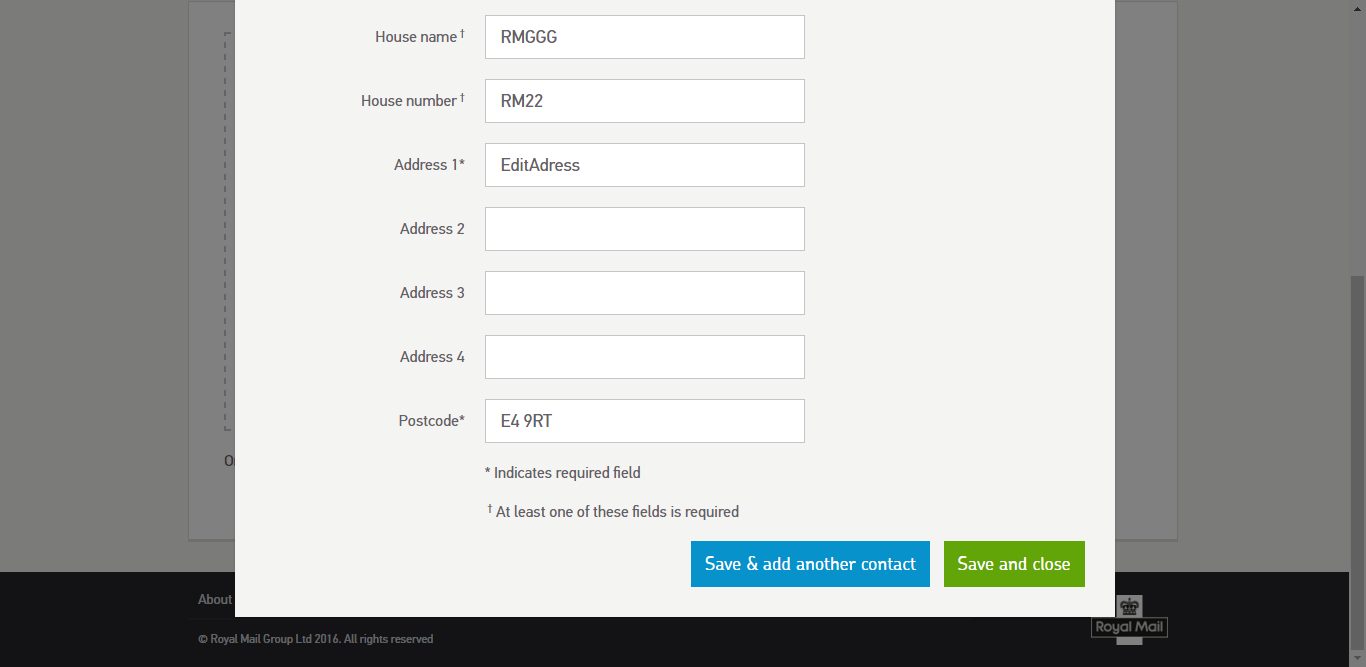 House name †
RMGGG
House number †
RM22
Address 1*
EditAdress
Address 2
Address 3
Address 4
Postcode*
E4 9RT
* Indicates required field
† At least one of these fields is required
Save & add another contact
Save and close
About
© Royal Mail Group Ltd 2016. All rights reserved
Royal Mail